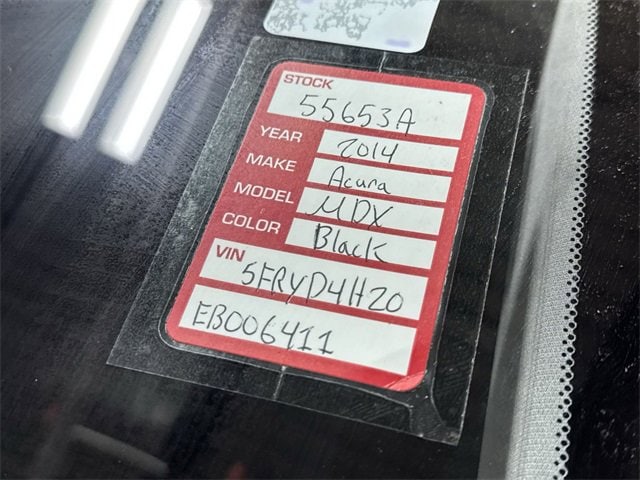 STOCK
55653A
YEAR 2014
MAKE Acura
MODEL MDX
COLOR Black
VIN
5FRYD4H20
EB006411